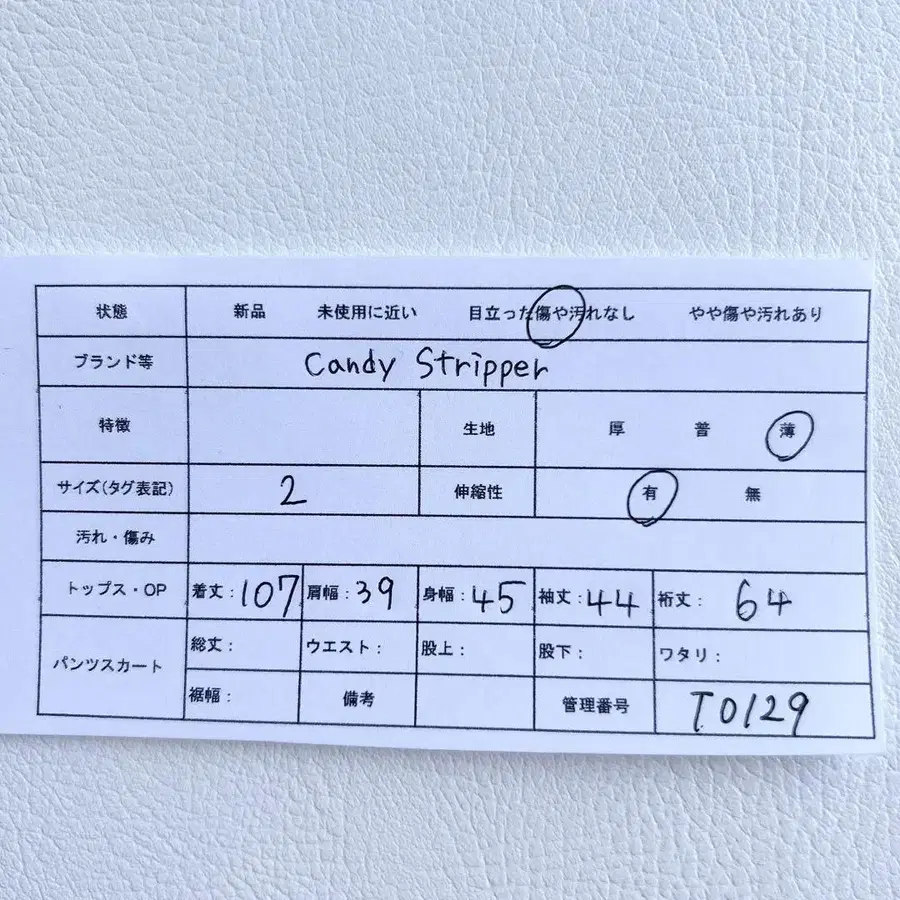 状態 新品 未使用に近い 目立った傷や汚れなし やや傷や汚れあり
ブランド等 Candy Stripper
特徴 生地 厚 普 薄
サイズ(タグ表記) 2 伸縮性 有 無
汚れ・傷み
トップス・OP 着丈:107 肩幅:39 身幅:45 袖丈:44 裄丈: 64
パンツスカート 総丈: ウエスト: 股上: 股下: ワタリ:
裾幅: 備考 管理番号 T0129